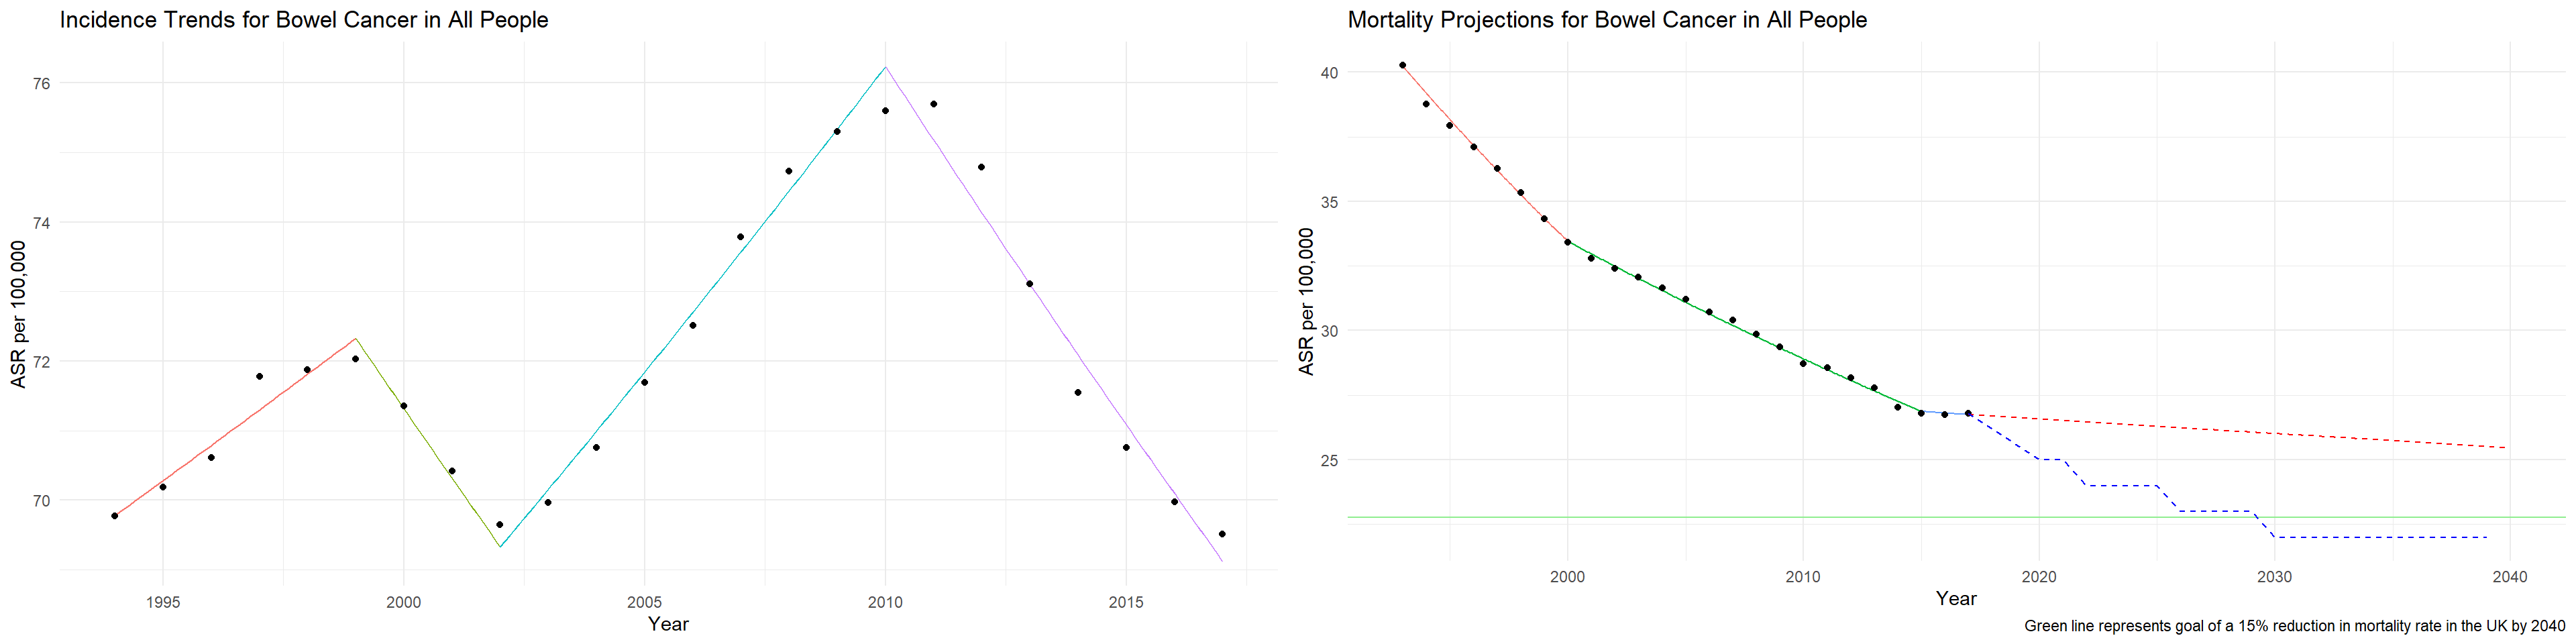 Incidence Trends for Bowel Cancer in All People
ASR per 100,000
76
74
72
70
1995
2000
2005
2010
2015
Year
Mortality Projections for Bowel Cancer in All People
ASR per 100,000
40
35
30
25
2000
2010
2020
2030
2040
Year
Green line represents goal of a 15% reduction in mortality rate in the UK by 2040